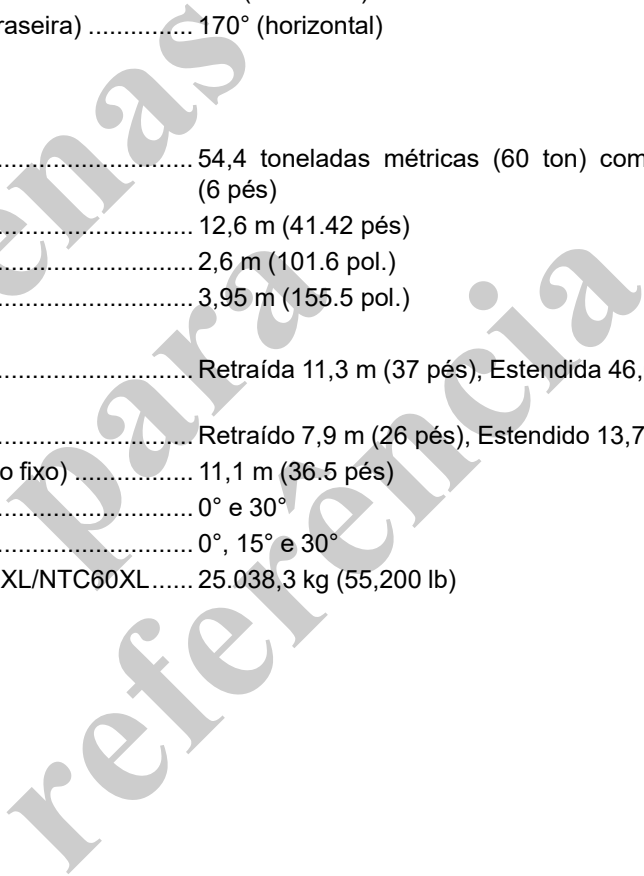 raseira) ............... 170° (horizontal)
............................ 54,4 toneladas métricas (60 ton) com
(6 pés)
............................ 12,6 m (41.42 pés)
............................ 2,6 m (101.6 pol.)
............................ 3,95 m (155.5 pol.)
............................ Retraída 11,3 m (37 pés), Estendida 46,
............................ Retraído 7,9 m (26 pés), Estendido 13,7
o fixo) ................. 11,1 m (36.5 pés)
............................ 0° e 30°
............................ 0°, 15° e 30°
XL/NTC60XL...... 25.038,3 kg (55,200 lb)
enas
para
referência